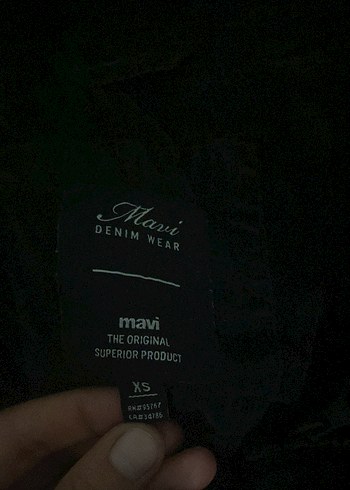 Mavi
DENIM WEAR
mavi
THE ORIGINAL
SUPERIOR PRODUCT
XS